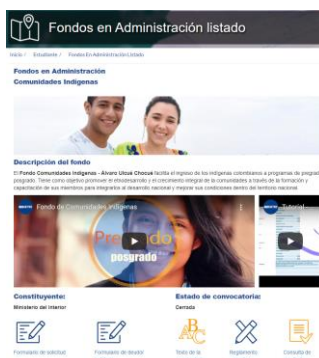 Fondos en Administración listado
Inicio / Estudiante / Fondos En Administración Listado
Fondos en Administración
Comunidades Indígenas
Descripción del fondo
El Fondo Comunidades Indígenas - Álvaro Ulcué Chocué facilita el ingreso de los indígenas colombianos a programas de pregrado
posgrado. Tiene como objetivo promover el etnodesarrollo y el crecimiento integral de la comunidades a través de la formación y
capacitación de sus miembros para integrarlos al desarrollo nacional y mejorar sus condiciones dentro del territorio nacional.
Fondo de Comunidades Indígenas
Tutorial
posgrado
Constituyente:
Estado de convocatoria:
Ministerio del Interior
Cerrada
Formulario de solicitud
Formulario de deudor
Texto de la
Reglamento
Consulta de